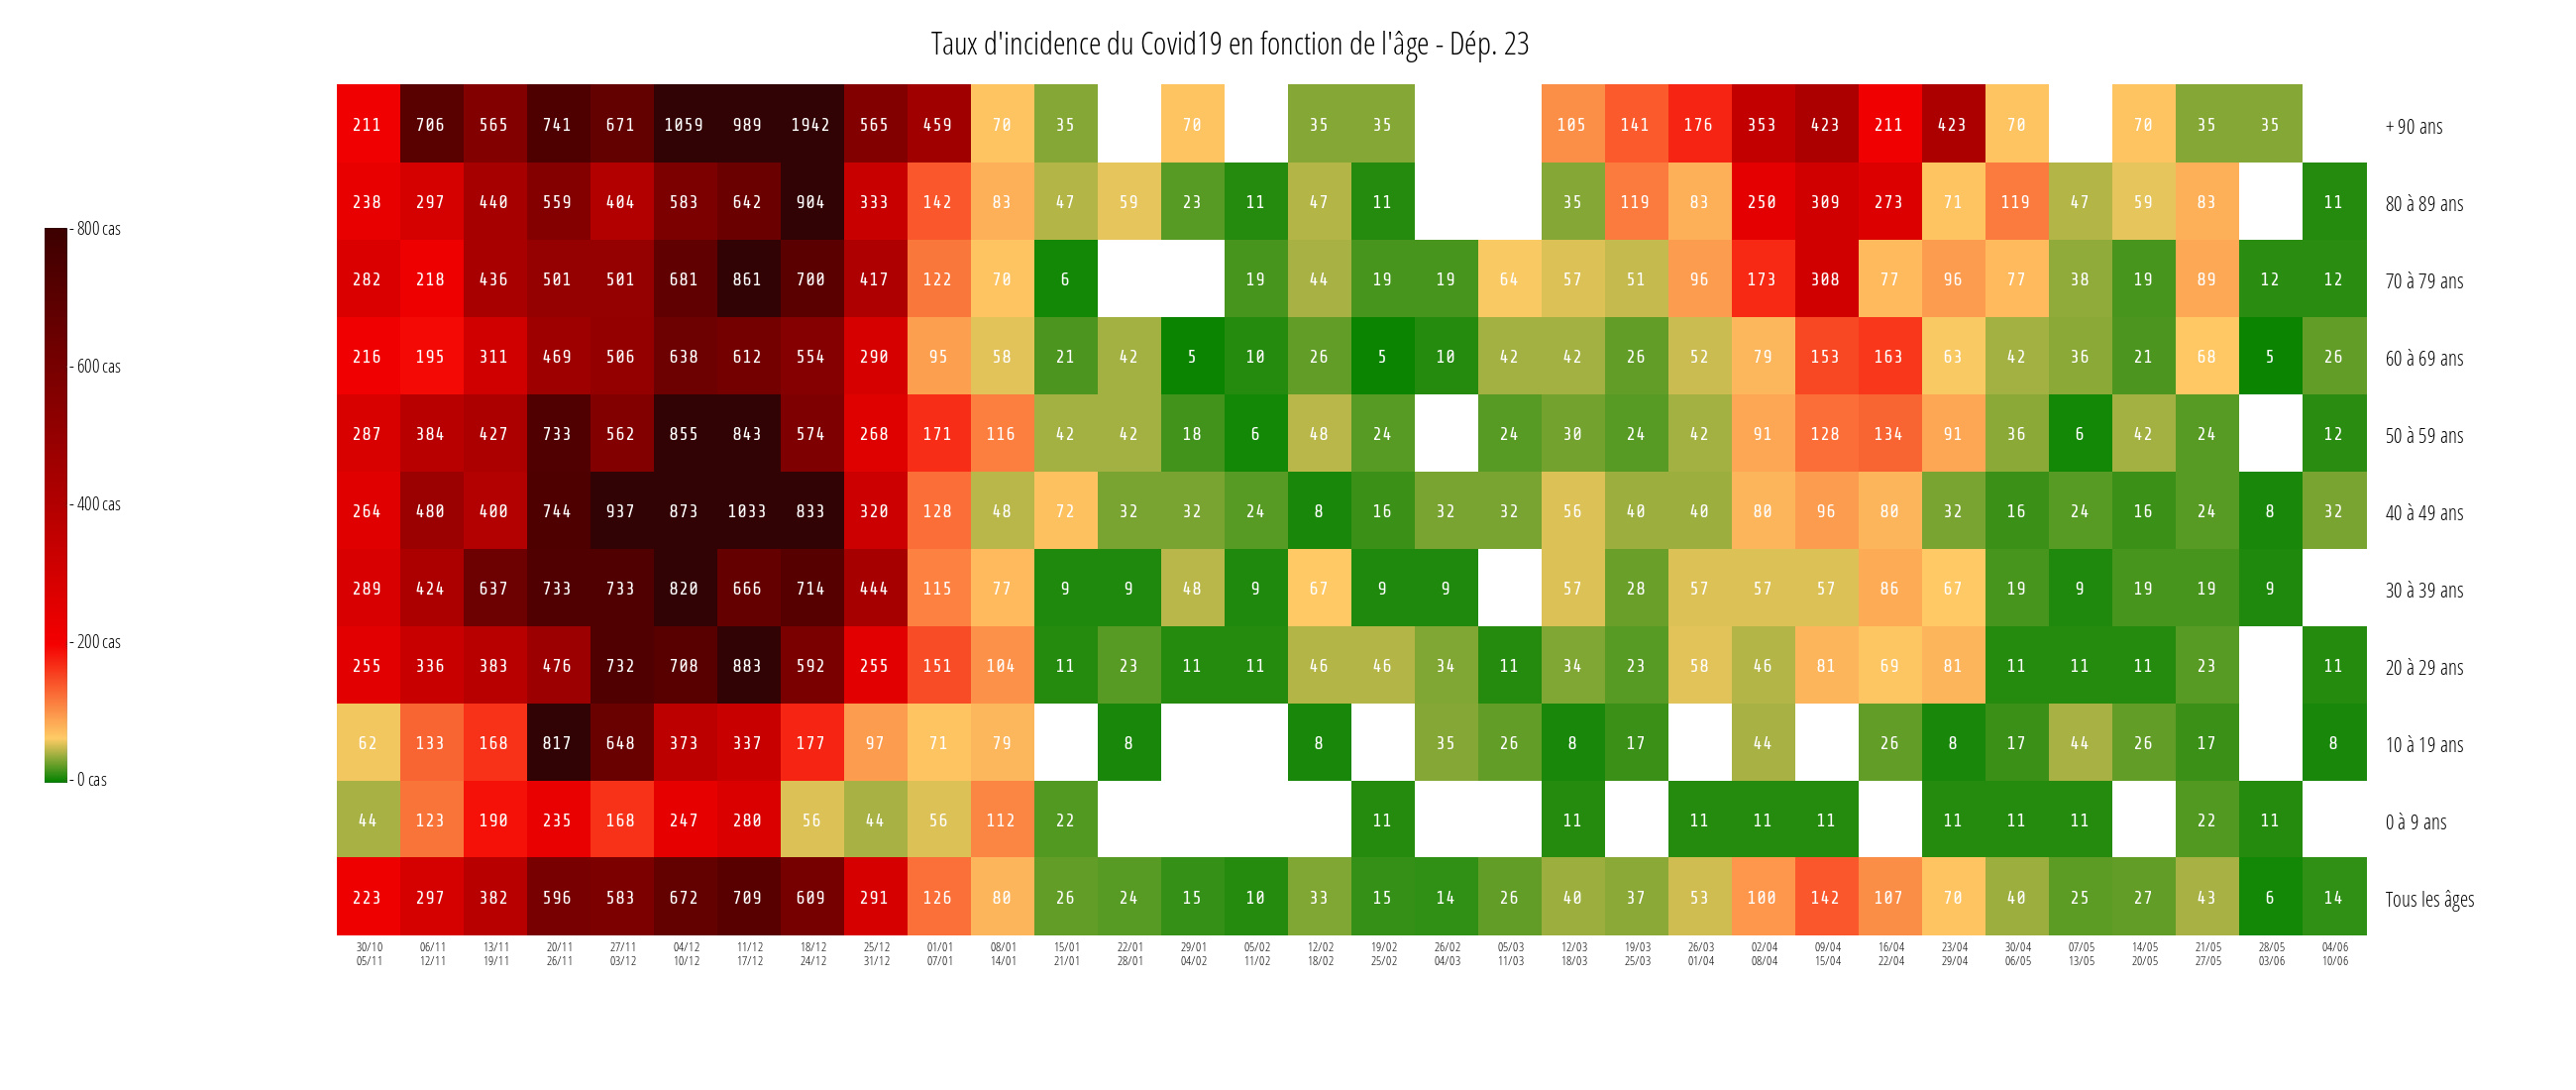 Taux d'incidence du Covid19 en fonction de l'âge - Dép. 23
- 800 cas
- 600 cas
- 400 cas
- 200 cas
- 0 cas
211 706 565 741 671 1059 989 1942 565 459 70 35 70 35 35 105 141 176 353 423 211 423 70 70 35 35 + 90 ans
238 297 440 559 404 583 642 904 333 142 83 47 59 23 11 47 11 35 119 83 250 309 273 71 119 47 59 83 11 80 à 89 ans
282 218 436 501 501 681 861 700 417 122 70 6 19 44 19 19 64 57 51 96 173 308 77 96 77 38 19 89 12 12 70 à 79 ans
216 195 311 469 506 638 612 554 290 95 58 21 42 5 10 26 5 10 42 42 26 52 79 153 163 63 42 36 21 68 5 26 60 à 69 ans
287 384 427 733 562 855 843 574 268 171 116 42 42 18 6 48 24 24 30 24 42 91 128 134 91 36 6 42 24 12 50 à 59 ans
264 480 400 744 937 873 1033 833 320 128 48 72 32 32 24 8 16 32 32 56 40 40 80 96 80 32 16 24 16 24 8 32 40 à 49 ans
289 424 637 733 733 820 666 714 444 115 77 9 9 48 9 67 9 9 57 28 57 57 57 86 67 19 9 19 19 9 30 à 39 ans
255 336 383 476 732 708 883 592 255 151 104 11 23 11 11 46 46 34 11 34 23 58 46 81 69 81 11 11 11 23 11 20 à 29 ans
62 133 168 817 648 373 337 177 97 71 79 8 8 35 26 8 17 44 26 8 17 44 26 17 8 10 à 19 ans
44 123 190 235 168 247 280 56 44 56 112 22 11 11 11 11 11 11 11 11 22 11 0 à 9 ans
223 297 382 596 583 672 709 609 291 126 80 26 24 15 10 33 15 14 26 40 37 53 100 142 107 70 40 25 27 43 6 14 Tous les âges
30/10 06/11 13/11 20/11 27/11 04/12 11/12 18/12 25/12 01/01 08/01 15/01 22/01 29/01 05/02 12/02 19/02 26/02 05/03 12/03 19/03 26/03 02/04 09/04 16/04 23/04 30/04 07/05 14/05 21/05 28/05 04/06
05/11 12/11 19/11 26/11 03/12 10/12 17/12 24/12 31/12 07/01 14/01 21/01 28/01 04/02 11/02 18/02 25/02 04/03 11/03 18/03 25/03 01/04 08/04 15/04 22/04 29/04 06/05 13/05 20/05 27/05 03/06 10/06